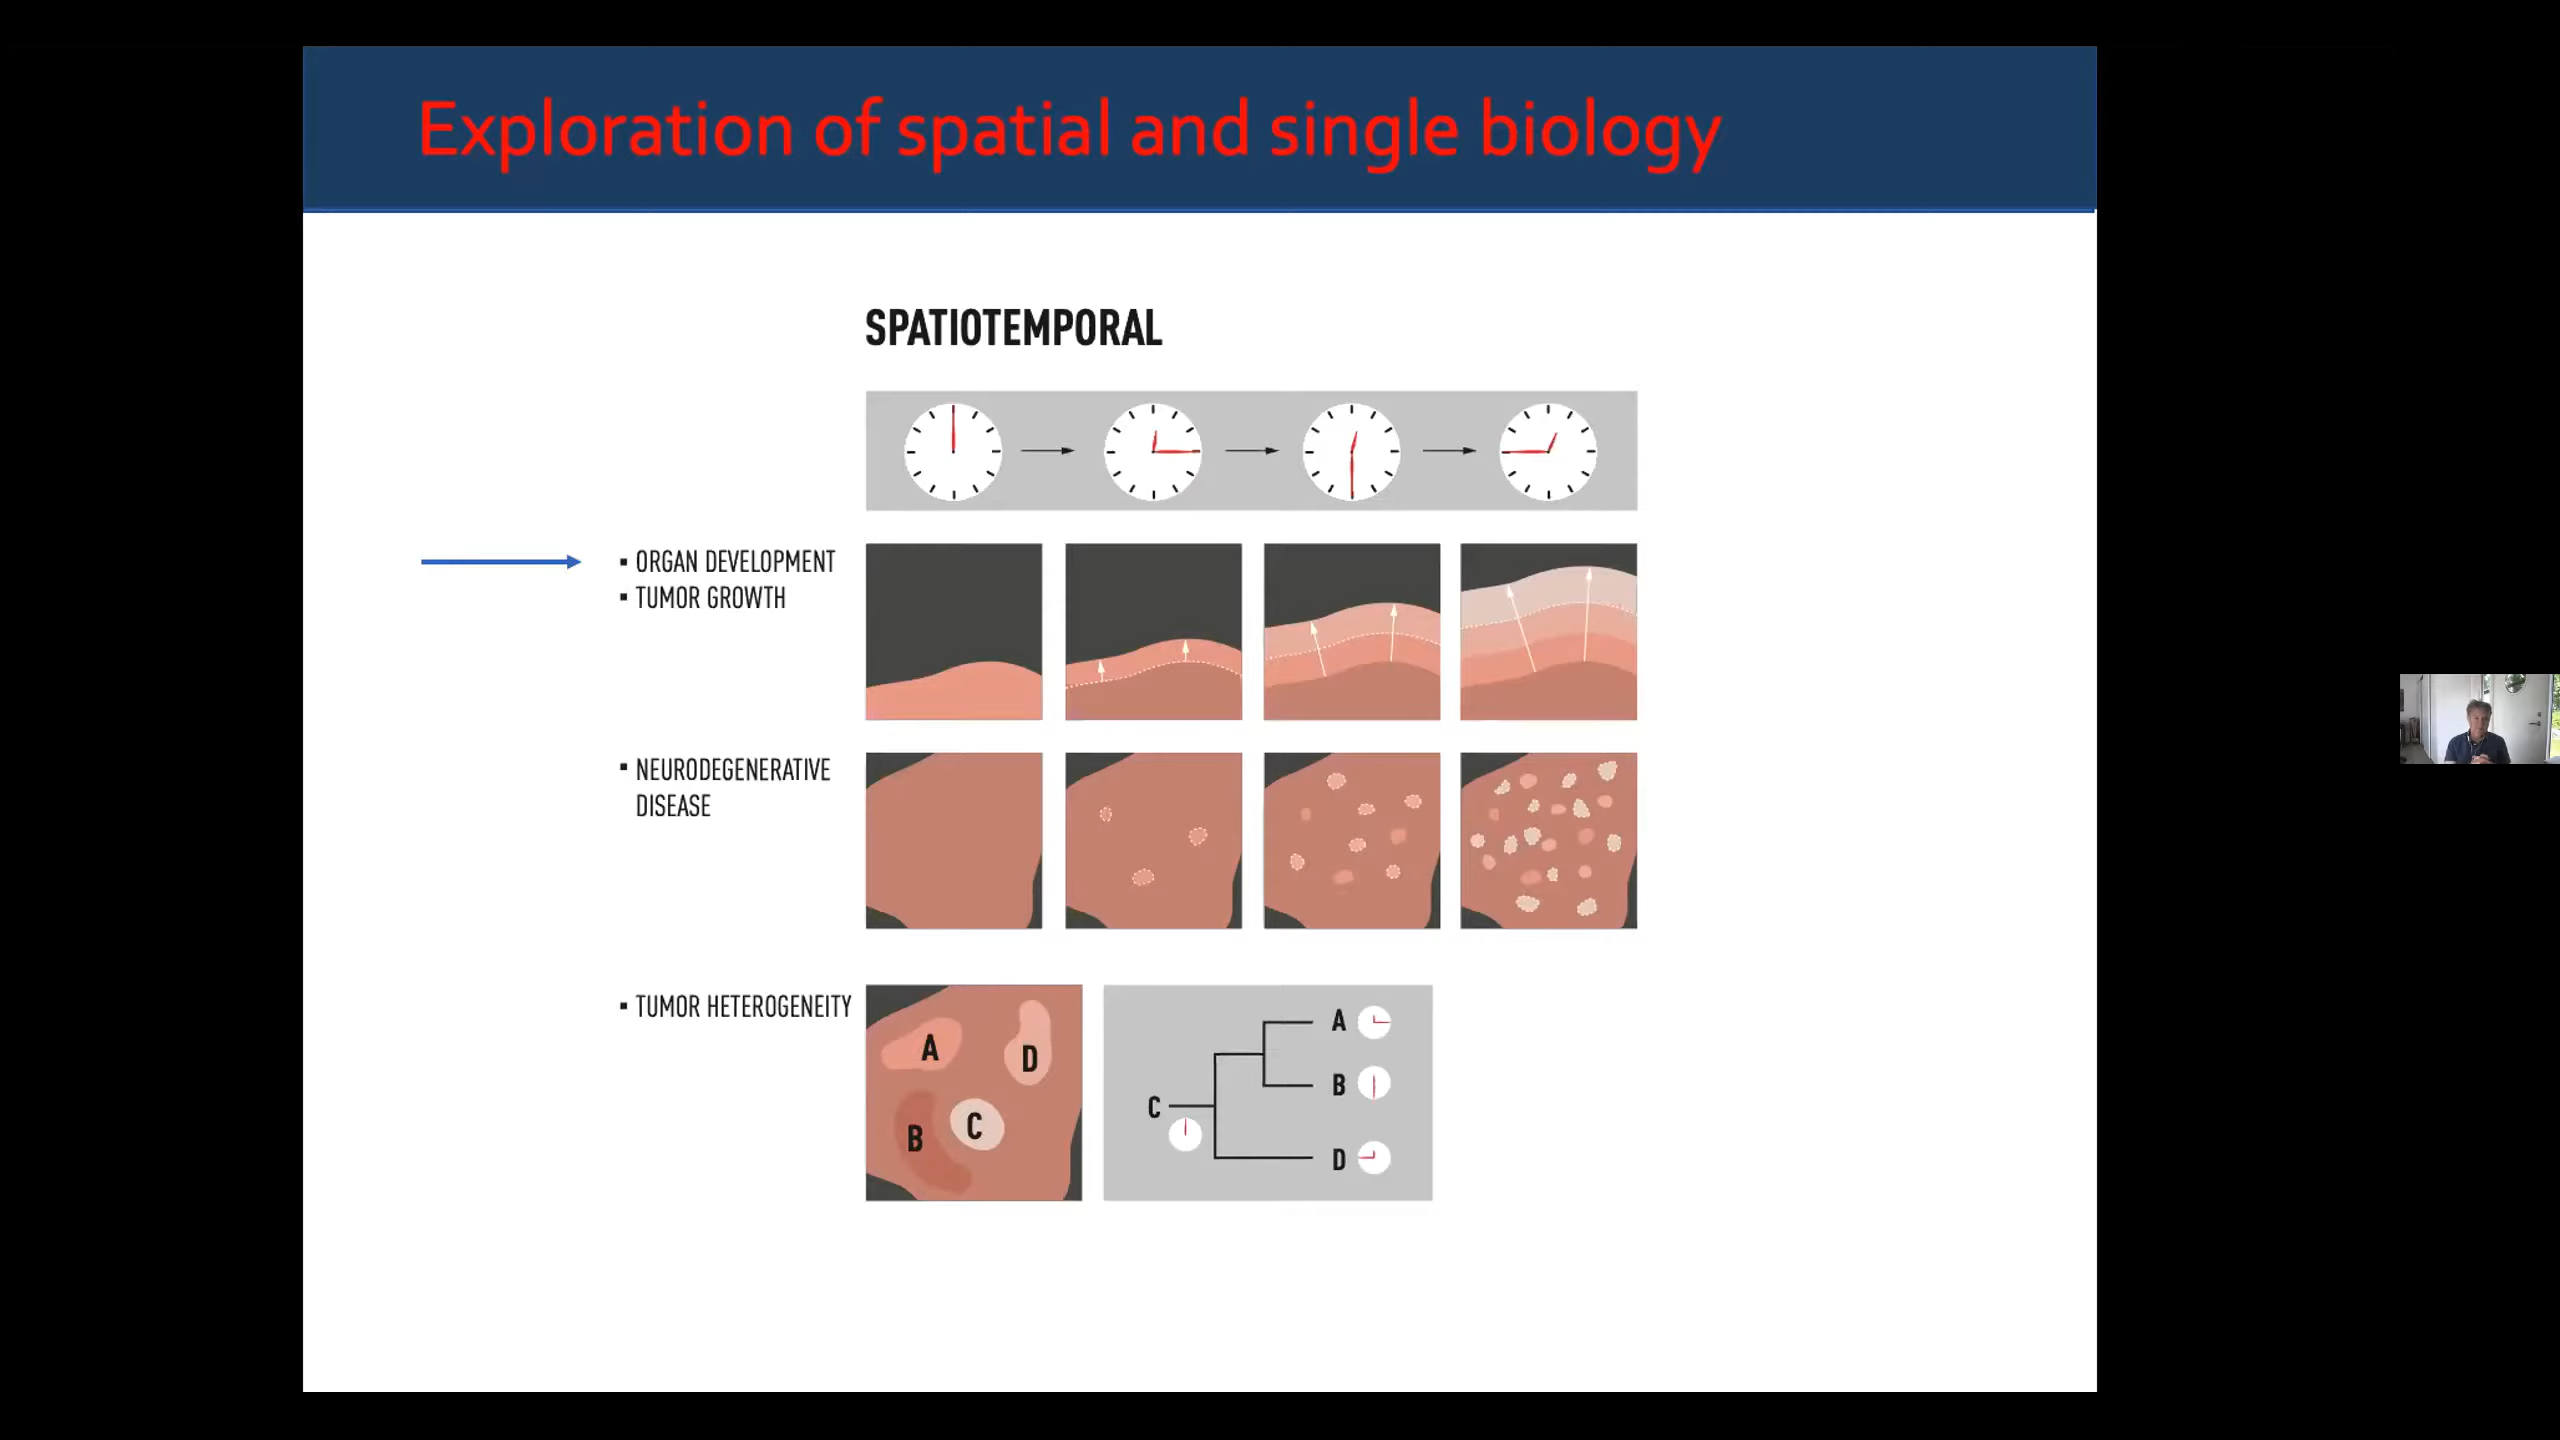 Exploration of spatial and single biology
SPATIOTEMPORAL
▪ ORGAN DEVELOPMENT
▪ TUMOR GROWTH
▪ NEURODEGENERATIVE
DISEASE
▪ TUMOR HETEROGENEITY
A
D
C
B
A
B
C
D